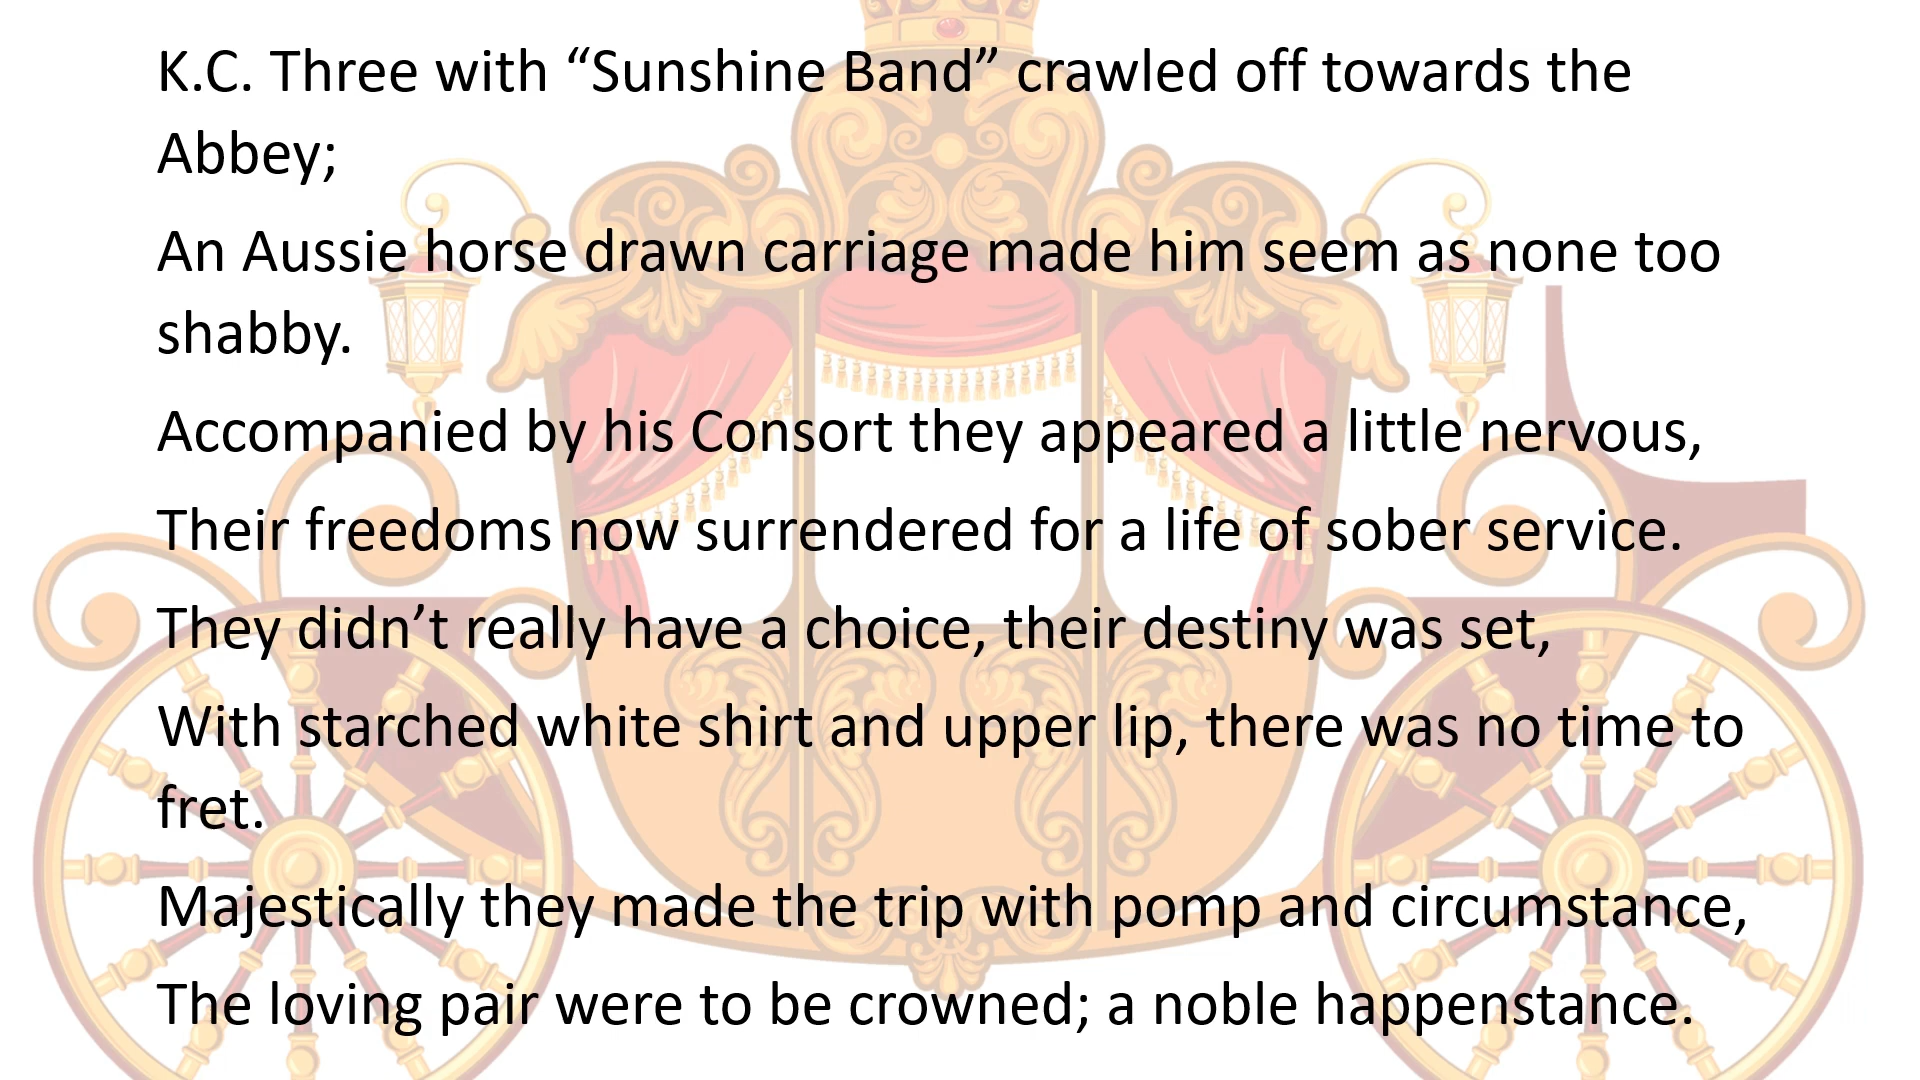 K.C. Three with “Sunshine Band” crawled off towards the
Abbey;
An Aussie horse drawn carriage made him seem as none too
shabby.
Accompanied by his Consort they appeared a little nervous,
Their freedoms now surrendered for a life of sober service.
They didn’t really have a choice, their destiny was set,
With starched white shirt and upper lip, there was no time to
fret.
Majestically they made the trip with pomp and circumstance,
The loving pair were to be crowned; a noble happenstance.